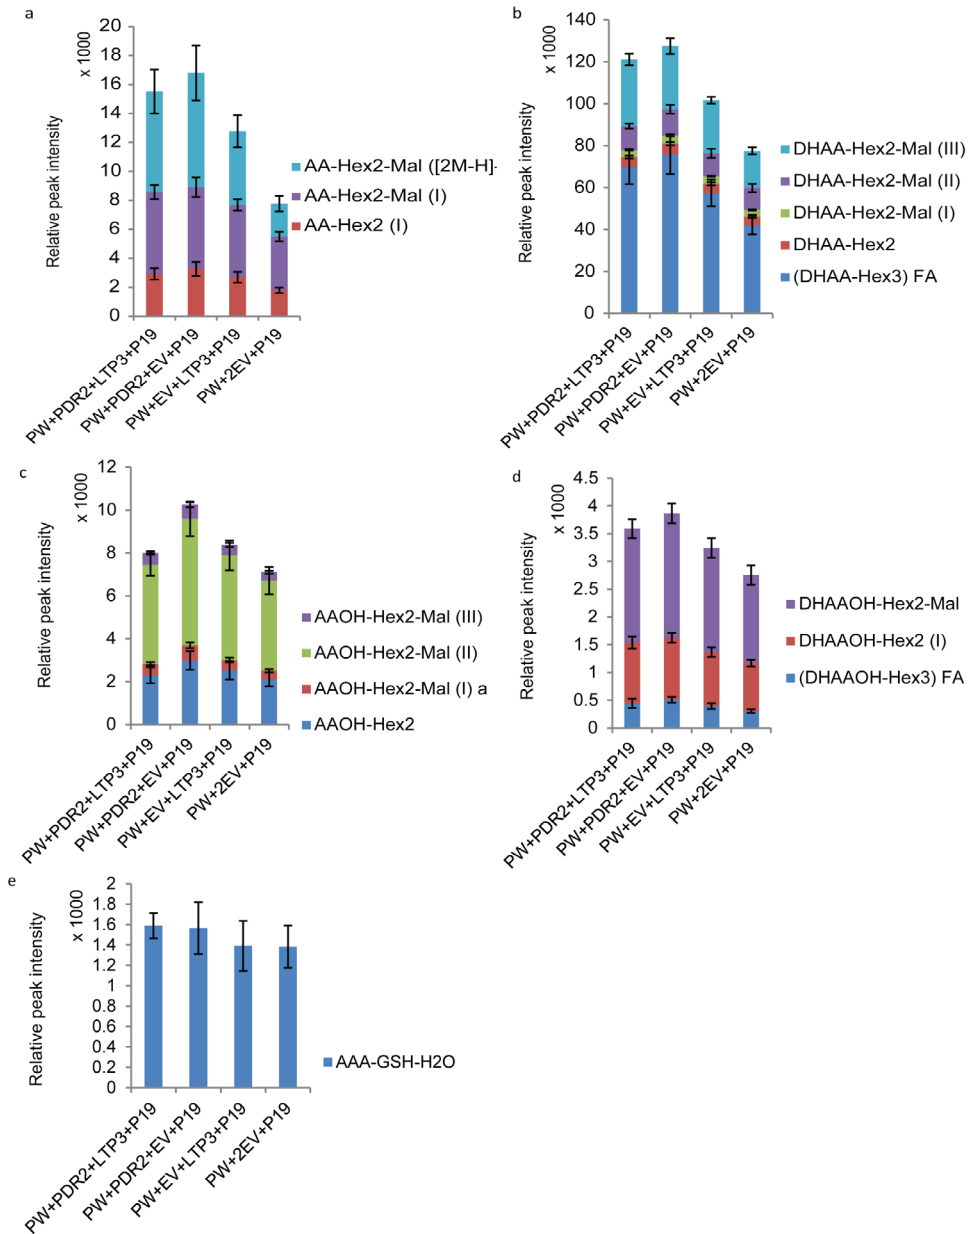 a
x 1000
Relative peak intensity
20
18
16
14
12
10
8
6
4
2
0
AA-Hex2-Mal ([2M-H]-
AA-Hex2-Mal (I)
AA-Hex2 (I)
PW+PDR2+LTP3+P19
PW+PDR2+EV+P19
PW+EV+LTP3+P19
PW+2EV+P19
b
x 1000
Relative peak intensity
140
120
100
80
60
40
20
0
DHAA-Hex2-Mal (III)
DHAA-Hex2-Mal (II)
DHAA-Hex2-Mal (I)
DHAA-Hex2
(DHAA-Hex3) FA
PW+PDR2+LTP3+P19
PW+PDR2+EV+P19
PW+EV+LTP3+P19
PW+2EV+P19
c
x 1000
Relative peak intensity
12
10
8
6
4
2
0
AAOH-Hex2-Mal (III)
AAOH-Hex2-Mal (II)
AAOH-Hex2-Mal (I) a
AAOH-Hex2
PW+PDR2+LTP3+P19
PW+PDR2+EV+P19
PW+EV+LTP3+P19
PW+2EV+P19
d
x 1000
Relative peak intensity
4.5
4
3.5
3
2.5
2
1.5
1
0.5
0
DHAAOH-Hex2-Mal
DHAAOH-Hex2 (I)
(DHAAOH-Hex3) FA
PW+PDR2+LTP3+P19
PW+PDR2+EV+P19
PW+EV+LTP3+P19
PW+2EV+P19
e
x 1000
Relative peak intensity
2
1.8
1.6
1.4
1.2
1
0.8
0.6
0.4
0.2
0
AAA-GSH-H2O
PW+PDR2+LTP3+P19
PW+PDR2+EV+P19
PW+EV+LTP3+P19
PW+2EV+P19